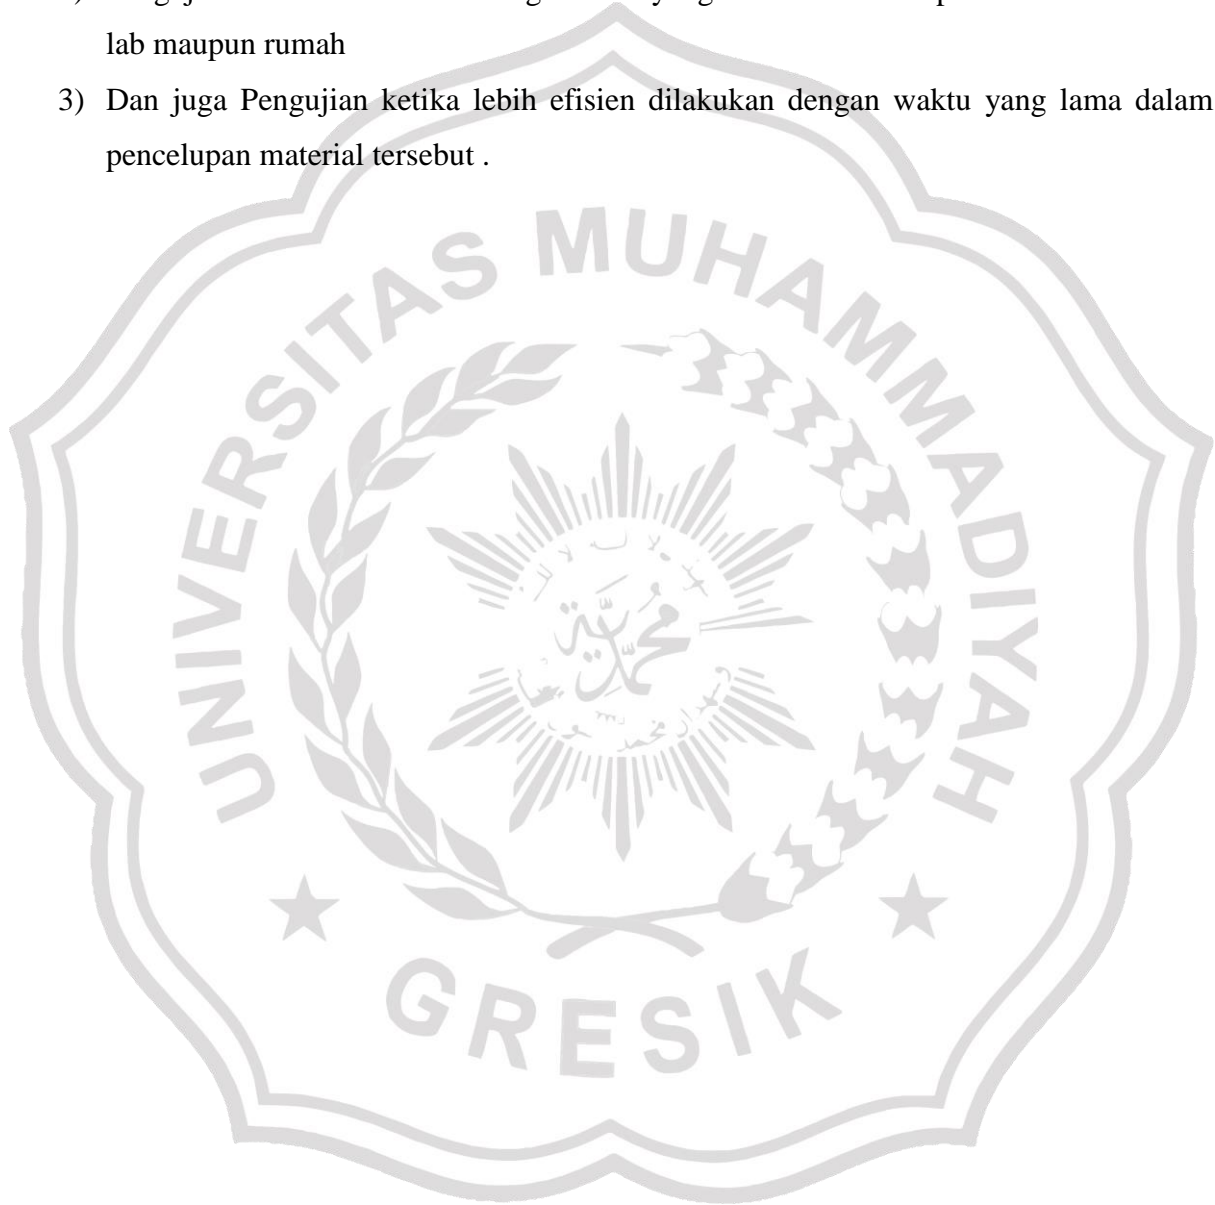 lab maupun rumah
3) Dan juga Pengujian ketika lebih efisien dilakukan dengan waktu yang lama dalam
pencelupan material tersebut .
UNIVERSITAS MUHAMMADIYAH
محمدية
GRESIK